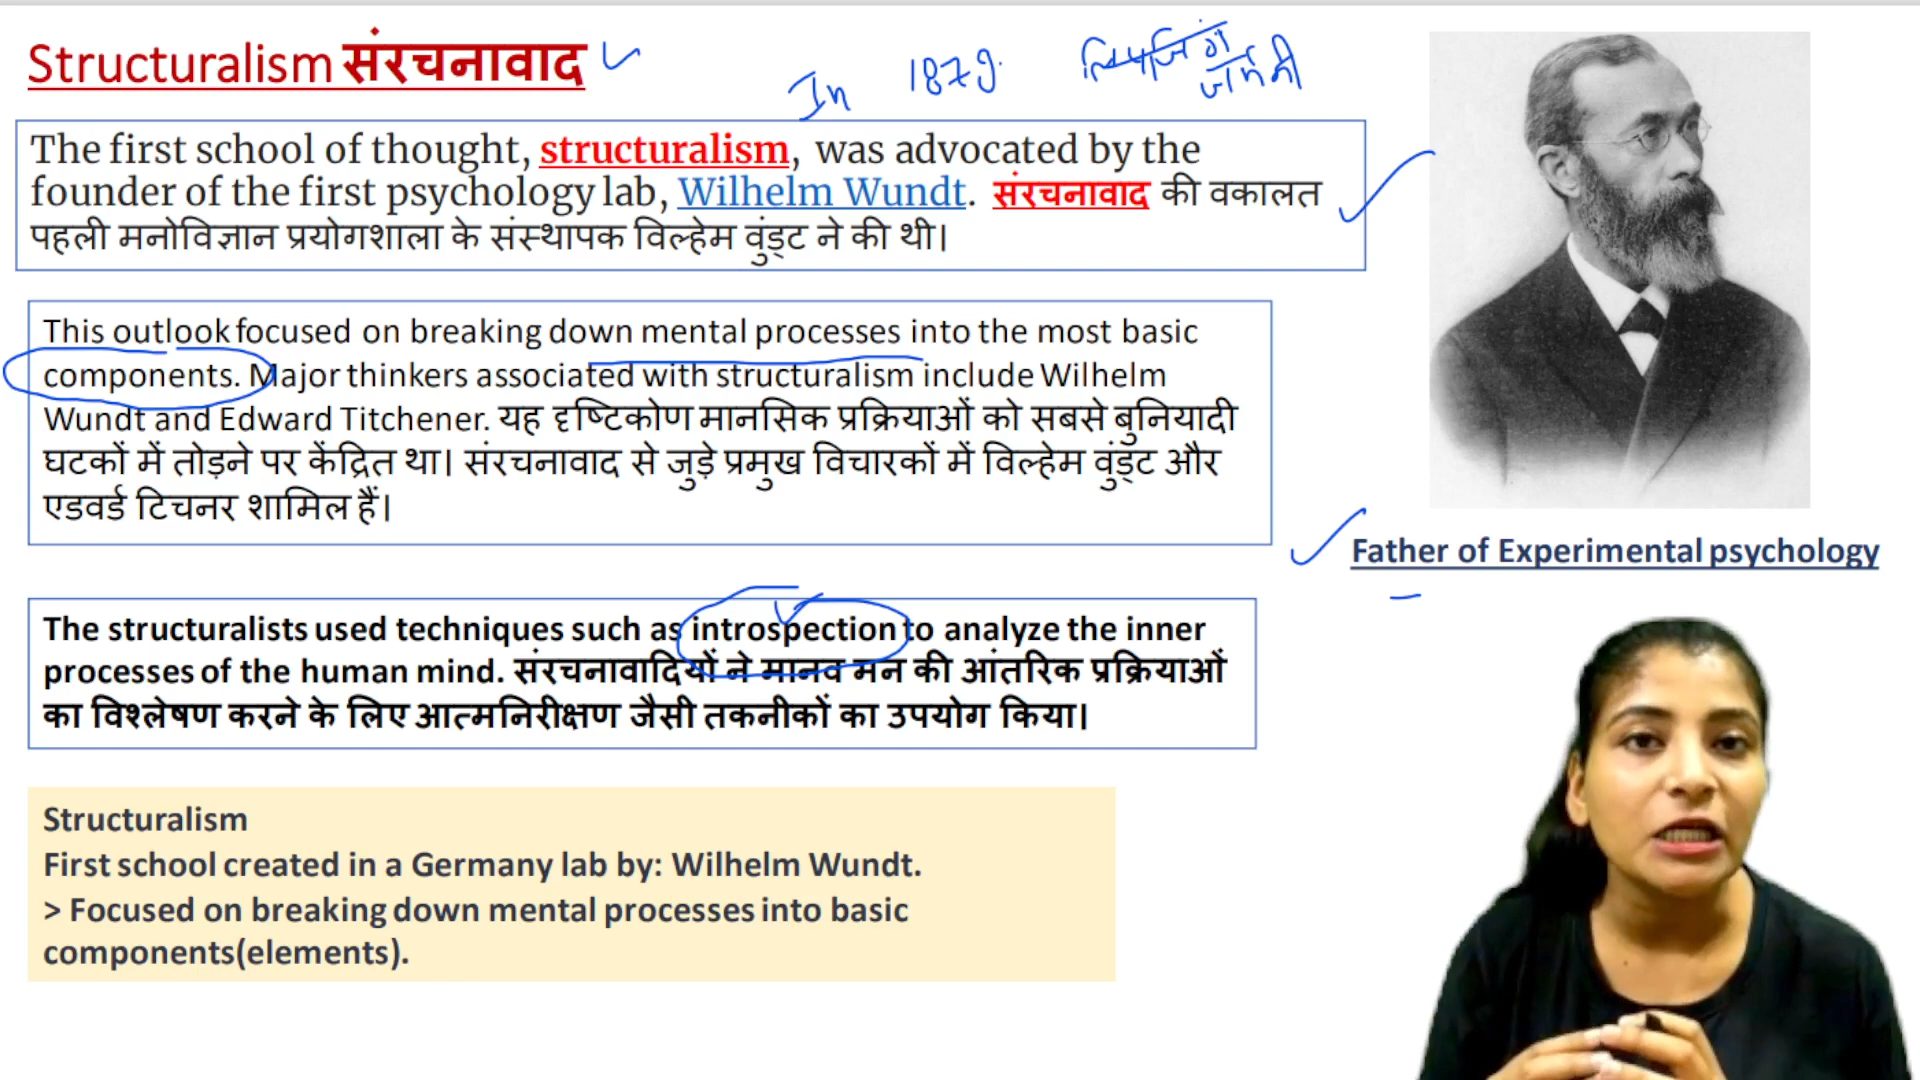 Structuralism संरचनावाद
In 1879.
जर्मनी
The first school of thought, structuralism, was advocated by the
founder of the first psychology lab, Wilhelm Wundt. संरचनावाद की वकालत
पहली मनोविज्ञान प्रयोगशाला के संस्थापक विल्हेम वुंड्ट ने की थी।
This outlook focused on breaking down mental processes into the most basic
components. Major thinkers associated with structuralism include Wilhelm
Wundt and Edward Titchener. यह दृष्टिकोण मानसिक प्रक्रियाओं को सबसे बुनियादी
घटकों में तोड़ने पर केंद्रित था। संरचनावाद से जुड़े प्रमुख विचारकों में विल्हेम वुंड्ट और
एडवर्ड टिचनर शामिल हैं।
Father of Experimental psychology
The structuralists used techniques such as introspection to analyze the inner
processes of the human mind. संरचनावादियों ने मानव मन की आंतरिक प्रक्रियाओं
का विश्लेषण करने के लिए आत्मनिरीक्षण जैसी तकनीकों का उपयोग किया।
Structuralism
First school created in a Germany lab by: Wilhelm Wundt.
> Focused on breaking down mental processes into basic
components(elements).